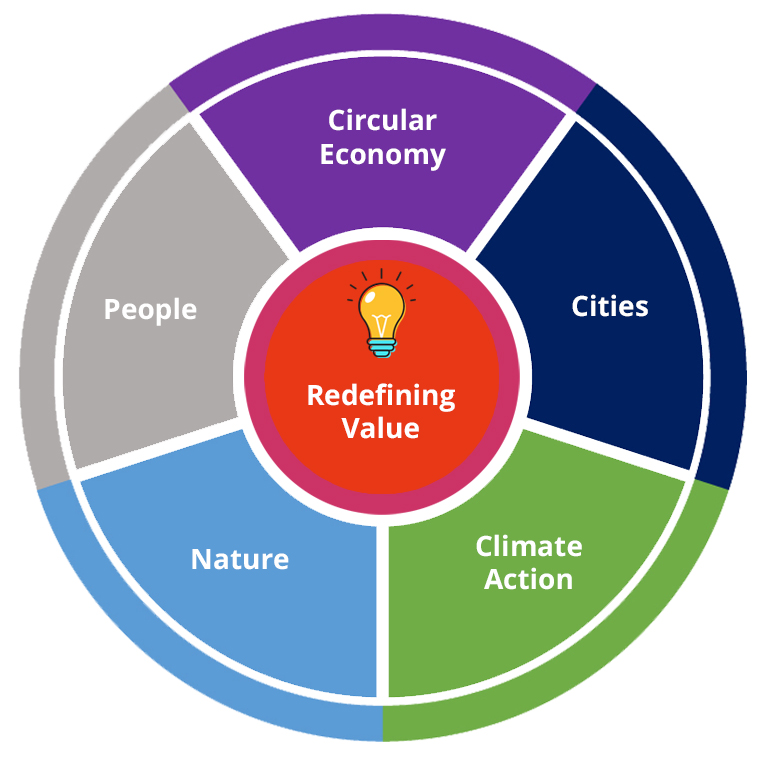 Circular
Economy
Cities
Climate
Action
Nature
People
Redefining
Value